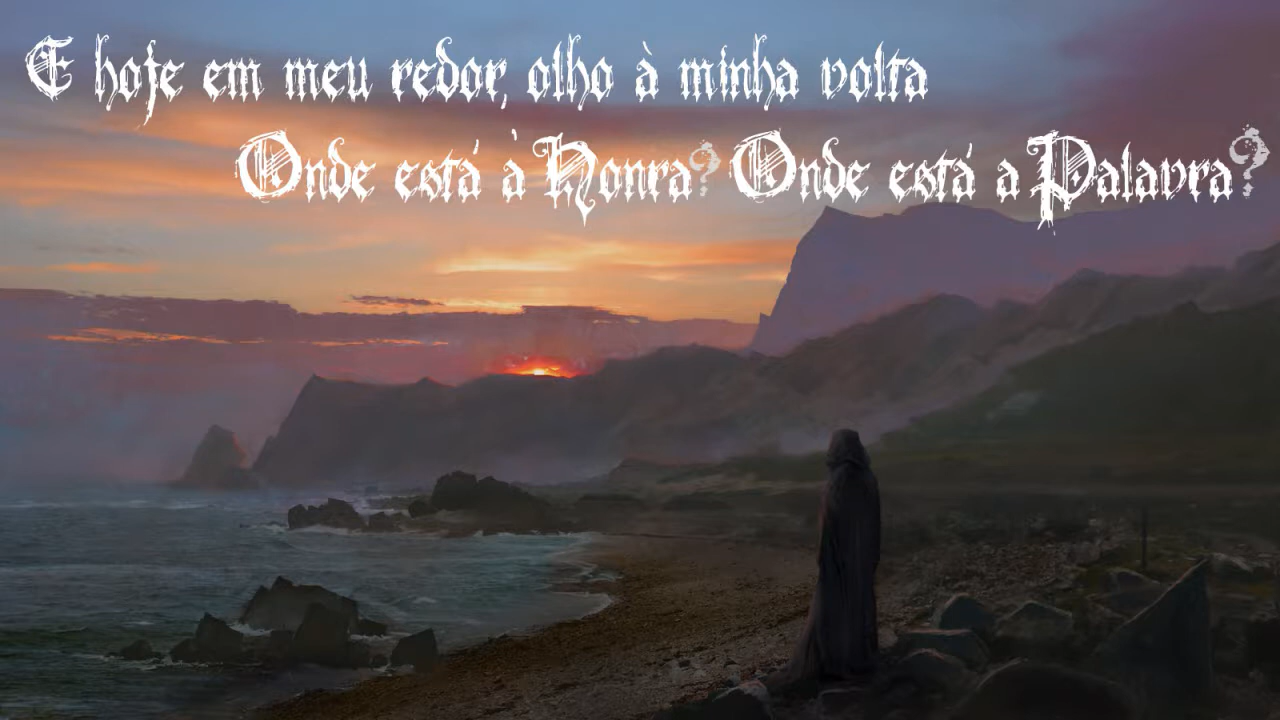 E hoje em meu redor, olho à minha volta
Onde está à Honra? Onde está a Palavra?